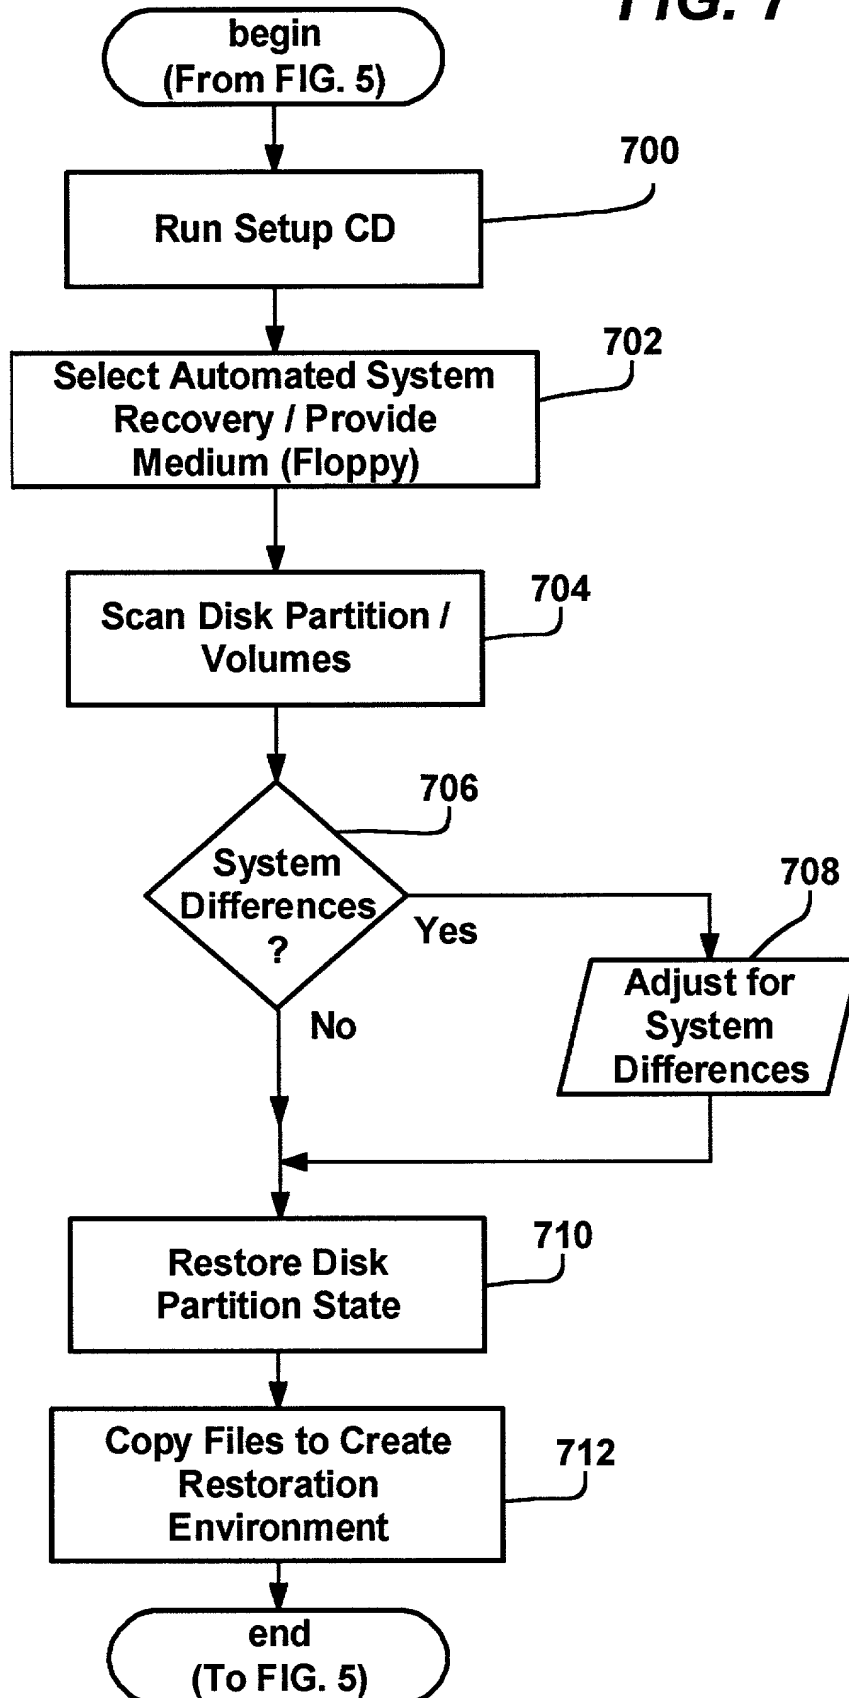 FIG. 7
begin
(From FIG. 5)
700
Run Setup CD
702
Select Automated System
Recovery / Provide
Medium (Floppy)
704
Scan Disk Partition /
Volumes
706
System
Differences
?
Yes
No
708
Adjust for
System
Differences
710
Restore Disk
Partition State
712
Copy Files to Create
Restoration
Environment
end
(To FIG. 5)